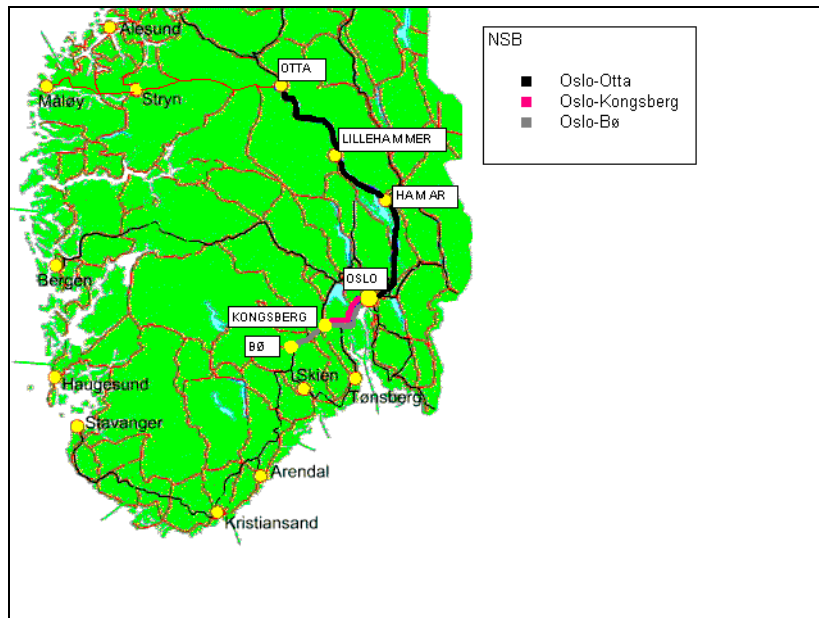 Ålesund
NSB
OTTA
Oslo-Otta
Måløy
Stryn
Oslo-Kongsberg
Oslo-Bø
LILLEHAMMER
HAMAR
Bergen
OSLO
KONGSBERG
BØ
Haugesund
Skien
Tønsberg
Stavanger
Arendal
Kristiansand